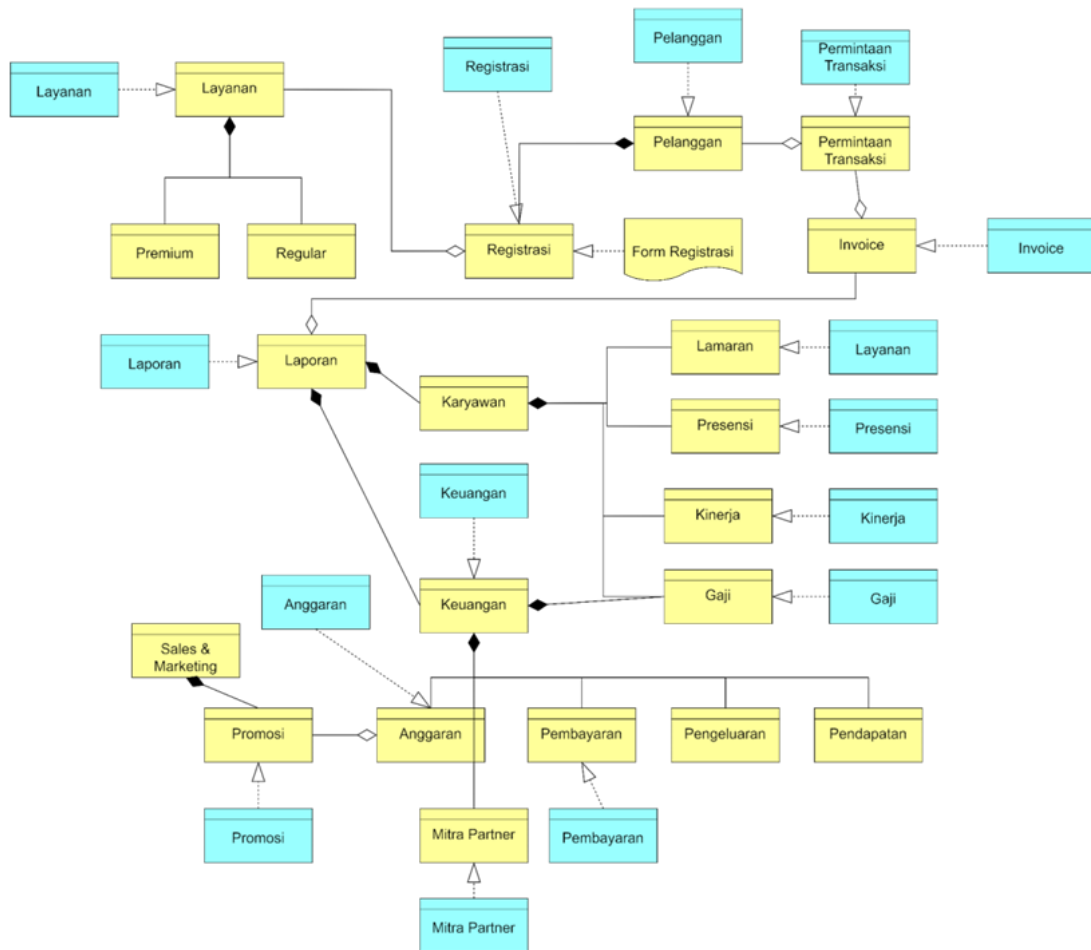 Pelanggan
Permintaan
Transaksi
Registrasi
Layanan
Layanan
Pelanggan
Permintaan
Transaksi
Premium
Regular
Registrasi
Form Registrasi
Invoice
Invoice
Laporan
Laporan
Lamaran
Layanan
Karyawan
Presensi
Presensi
Keuangan
Kinerja
Kinerja
Anggaran
Keuangan
Gaji
Gaji
Sales &
Marketing
Promosi
Anggaran
Pembayaran
Pengeluaran
Pendapatan
Promosi
Mitra Partner
Pembayaran
Mitra Partner